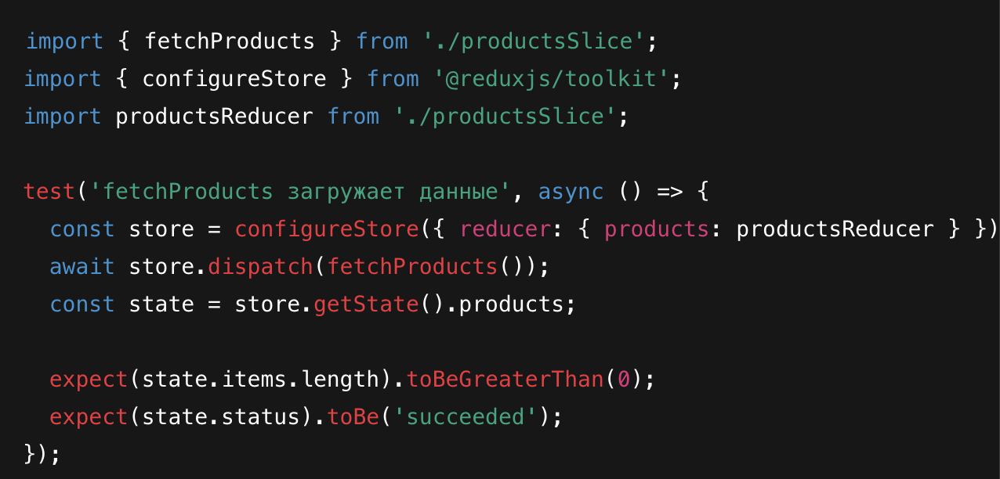 import { fetchProducts } from './productsSlice';
import { configureStore } from '@reduxjs/toolkit';
import productsReducer from './productsSlice';
test('fetchProducts загружает данные', async () => {
const store = configureStore({ reducer: { products: productsReducer } })
await store.dispatch(fetchProducts());
const state = store.getState().products;
expect(state.items.length).toBeGreaterThan(0);
expect(state.status).toBe('succeeded');
});